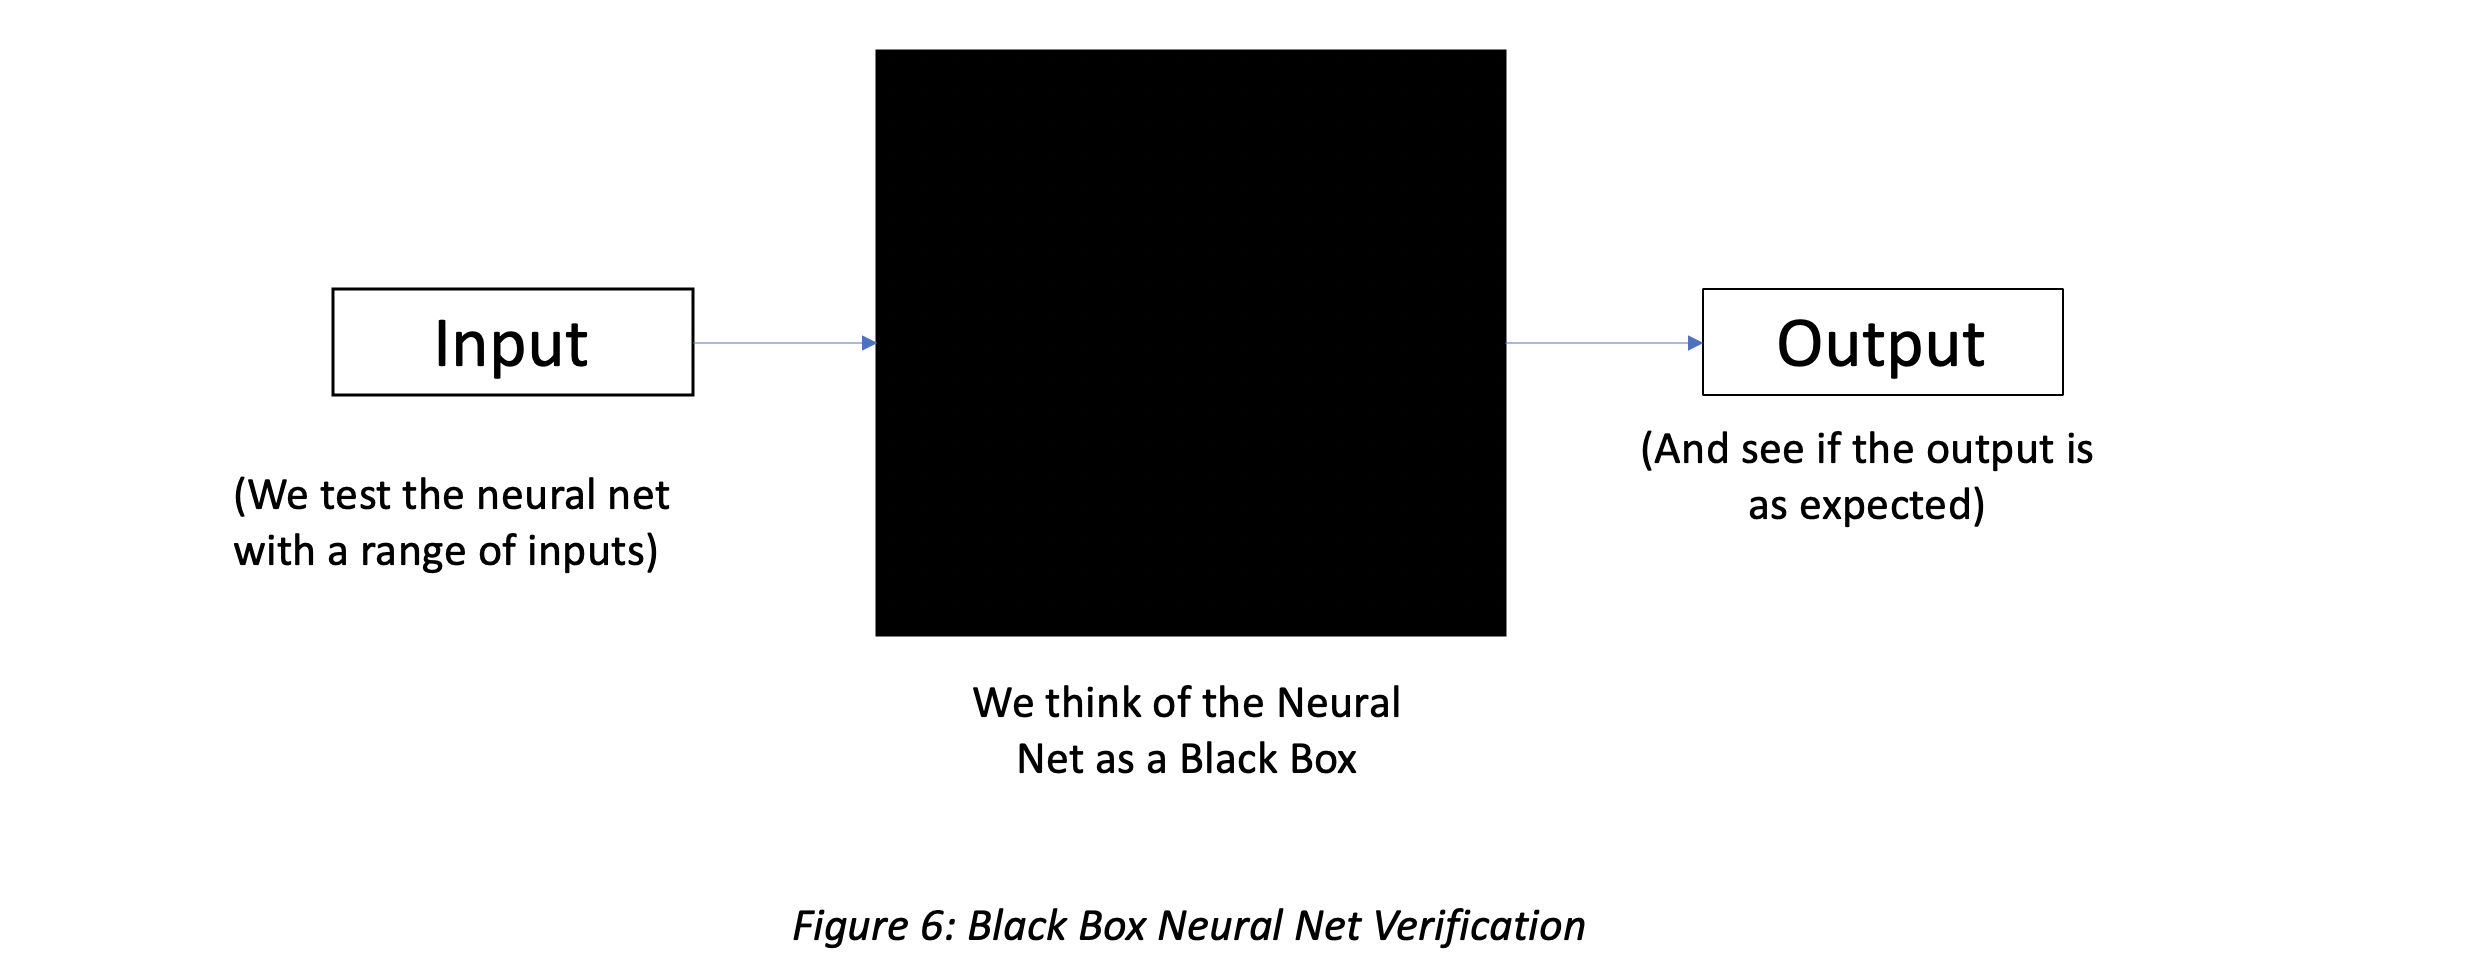 Input
(We test the neural net
with a range of inputs)
We think of the Neural
Net as a Black Box
Output
(And see if the output is
as expected)
Figure 6: Black Box Neural Net Verification